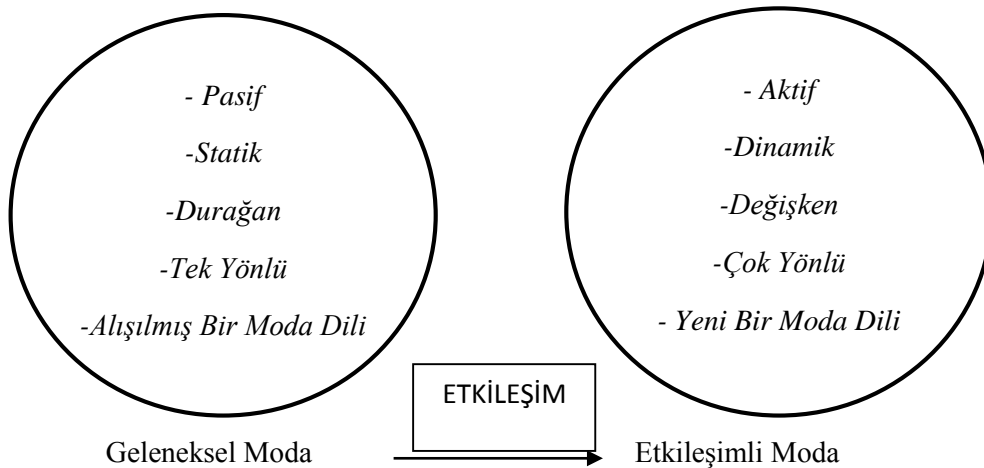 - Pasif
-Statik
-Durağan
-Tek Yönlü
-Alışılmış Bir Moda Dili
- Aktif
-Dinamik
-Değişken
-Çok Yönlü
- Yeni Bir Moda Dili
ETKİLEŞİM
Geleneksel Moda
Etkileşimli Moda